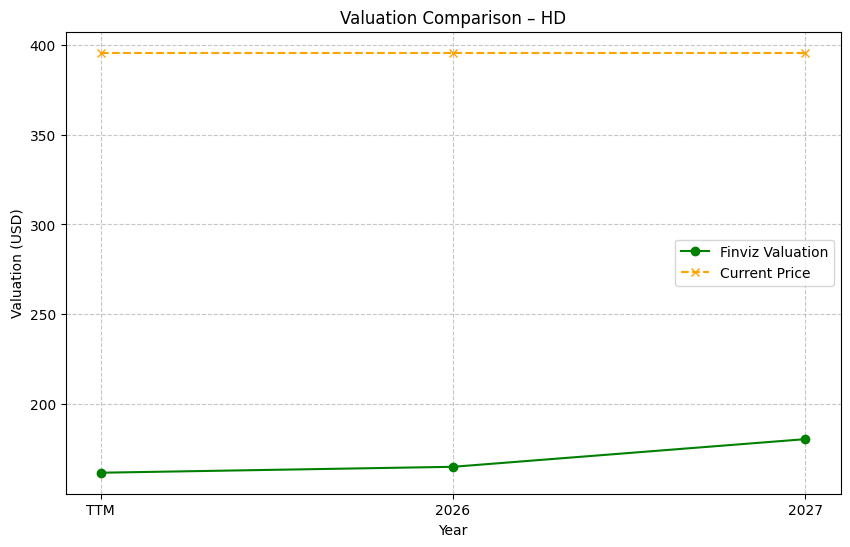 Valuation Comparison – HD
Valuation (USD)
400
350
300
250
200
Finviz Valuation
Current Price
TTM
2026
2027
Year